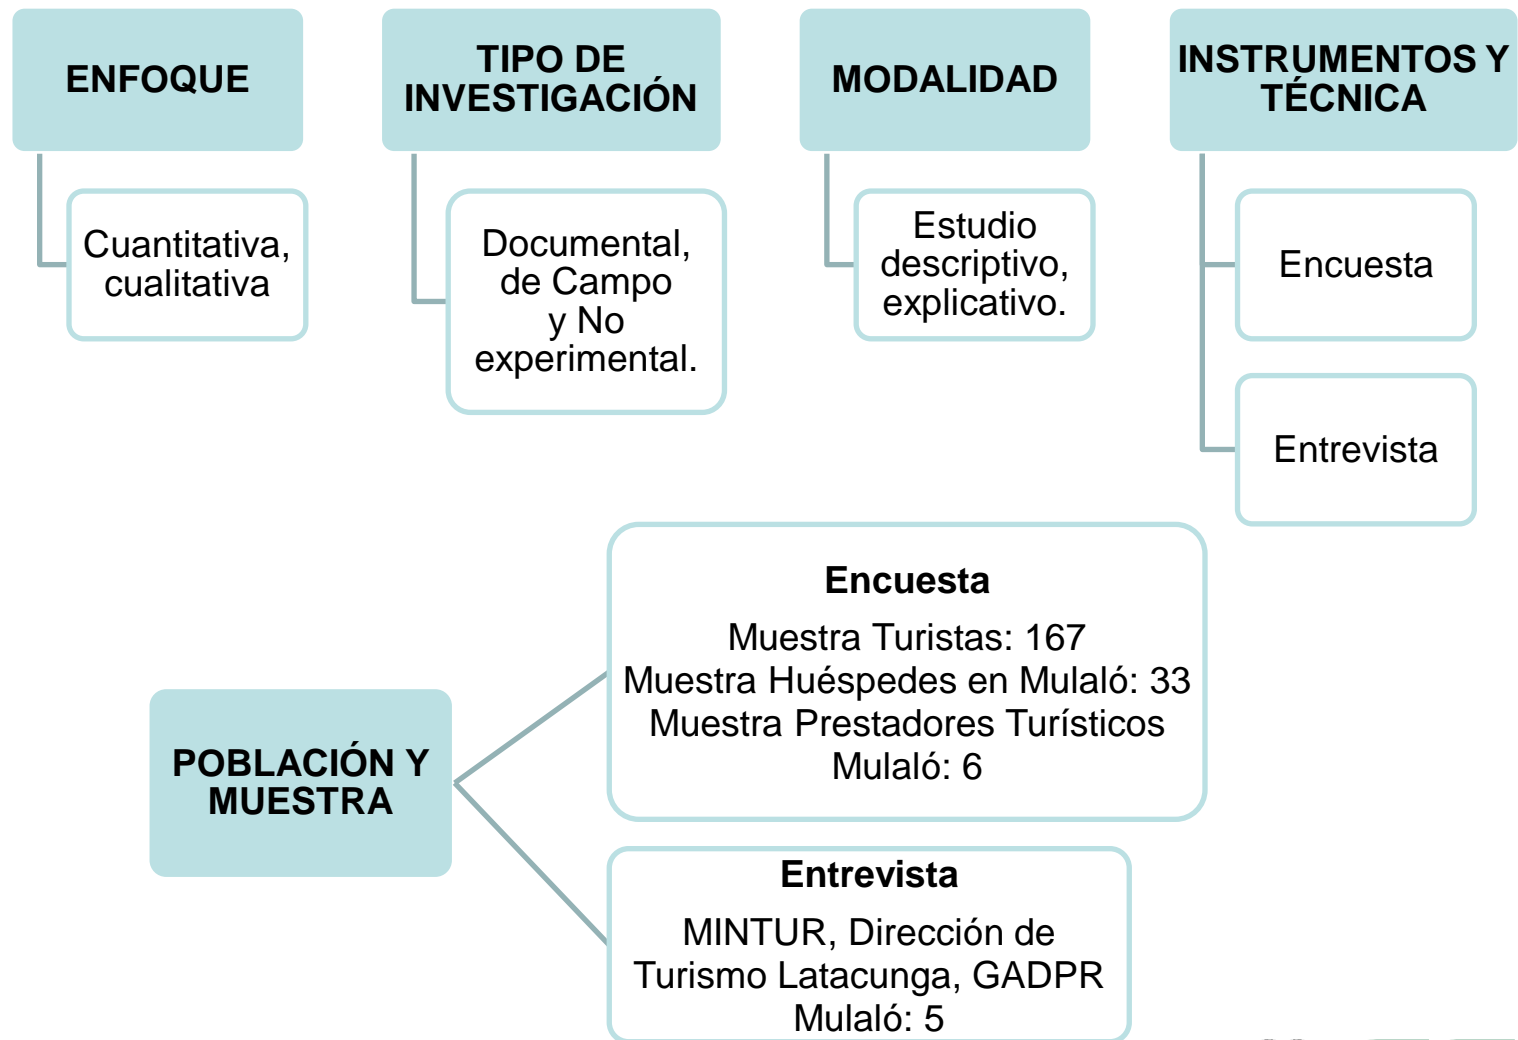 ENFOQUE
Cuantitativa,
cualitativa
TIPO DE
INVESTIGACIÓN
Documental,
de Campo
y No
experimental.
MODALIDAD
Estudio
descriptivo,
explicativo.
INSTRUMENTOS Y
TÉCNICA
Encuesta
Entrevista
POBLACIÓN Y
MUESTRA
Encuesta
Muestra Turistas: 167
Muestra Huéspedes en Mulaló: 33
Muestra Prestadores Turísticos
Mulaló: 6
Entrevista
MINTUR, Dirección de
Turismo Latacunga, GADPR
Mulaló: 5